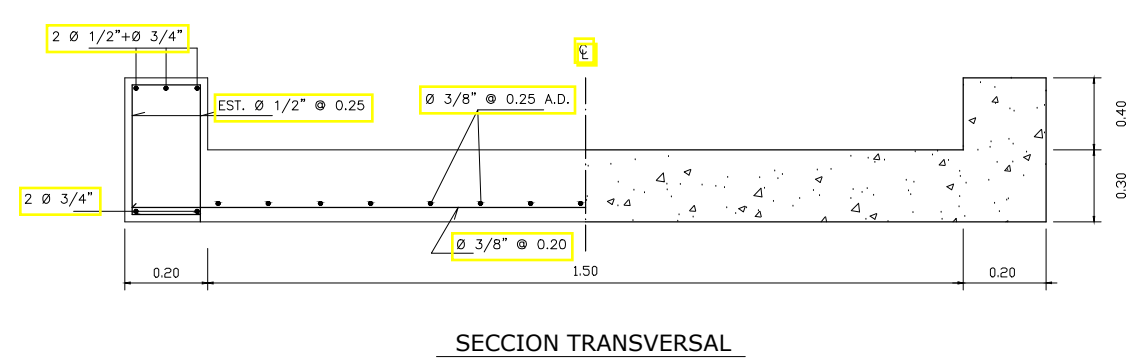 2 Ø 1/2"+Ø 3/4"
℄
EST. Ø 1/2" @ 0.25
Ø 3/8" @ 0.25 A.D.
0.40
2 Ø 3/4"
0.30
Ø 3/8" @ 0.20
0.20
1.50
0.20
SECCION TRANSVERSAL